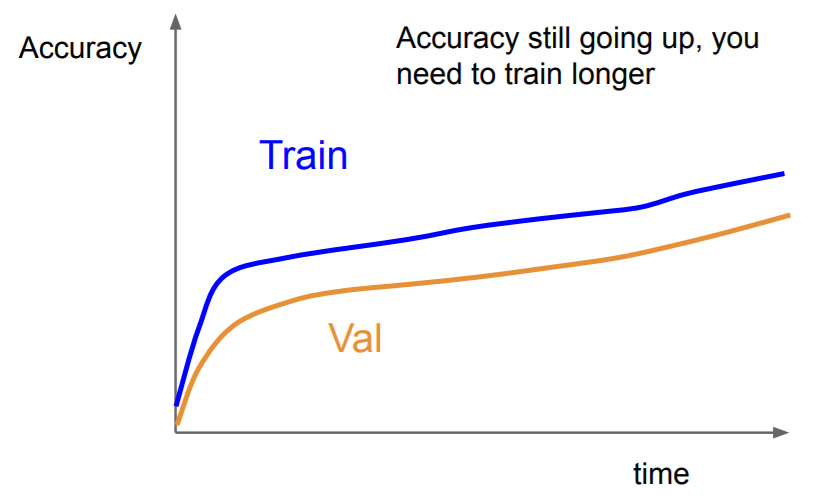 Accuracy
Accuracy still going up, you
need to train longer
Train
Val
time